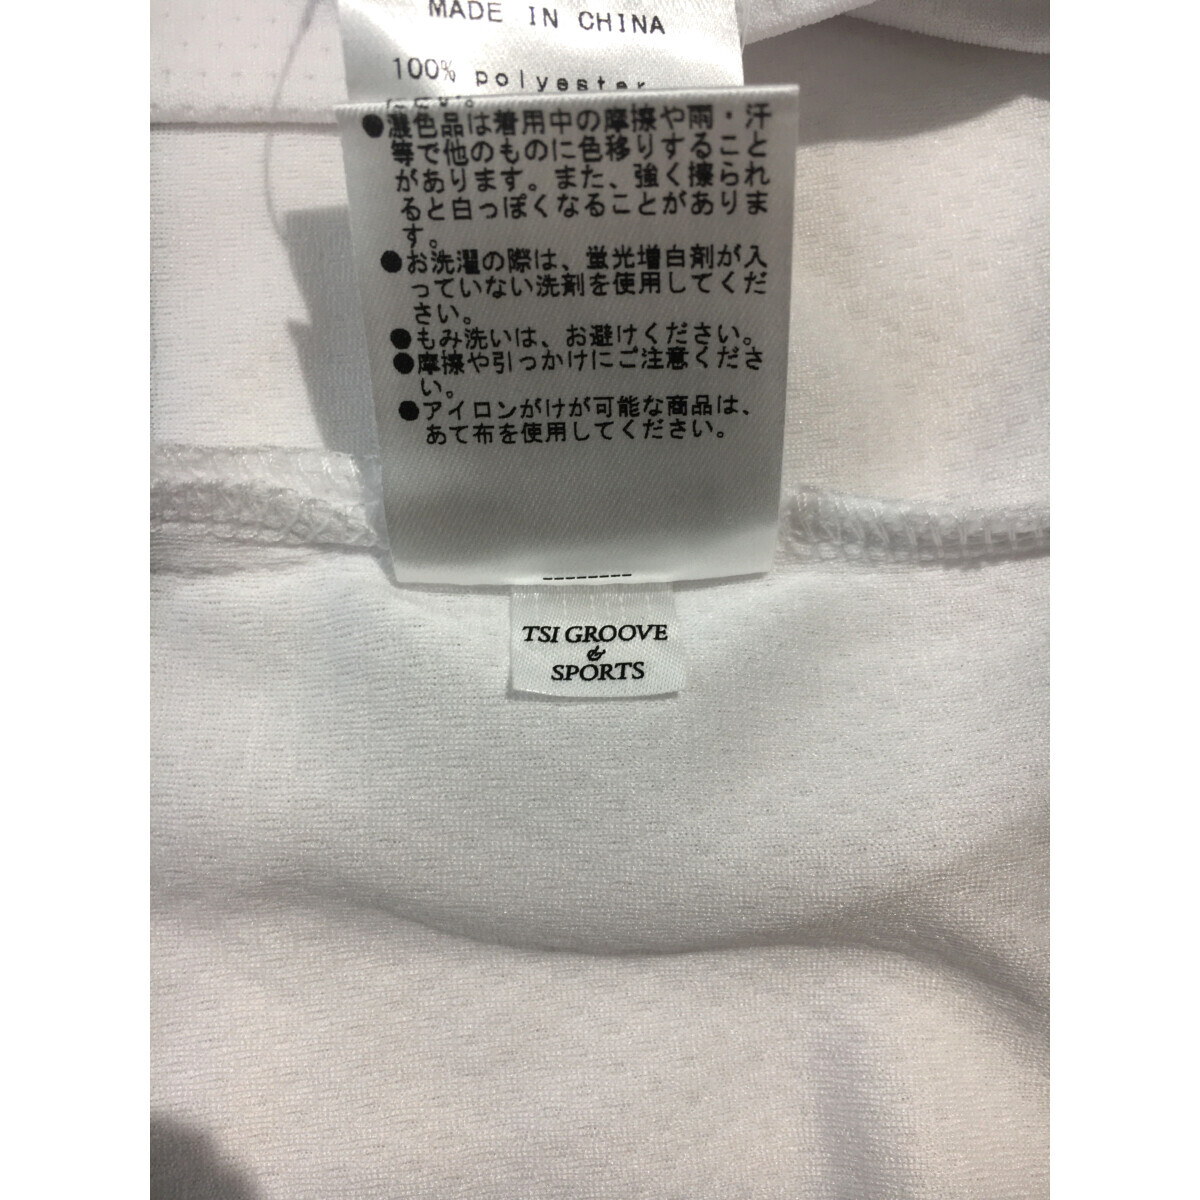 MADE IN CHINA
100% polyester
●濃色品は着用中の摩擦や雨・汗
等で他のものに色移りすること
があります。また、強く擦られ
ると白っぽくなることがありま
す。
●お洗濯の際は、蛍光増白剤が入
っていない洗剤を使用してくだ
さい。
●もみ洗いは、お避けください。
●摩擦や引っかけにご注意くださ
い。
●アイロンがけが可能な商品は、
あて布を使用してください。
--------
TSI GROOVE
&
SPORTS